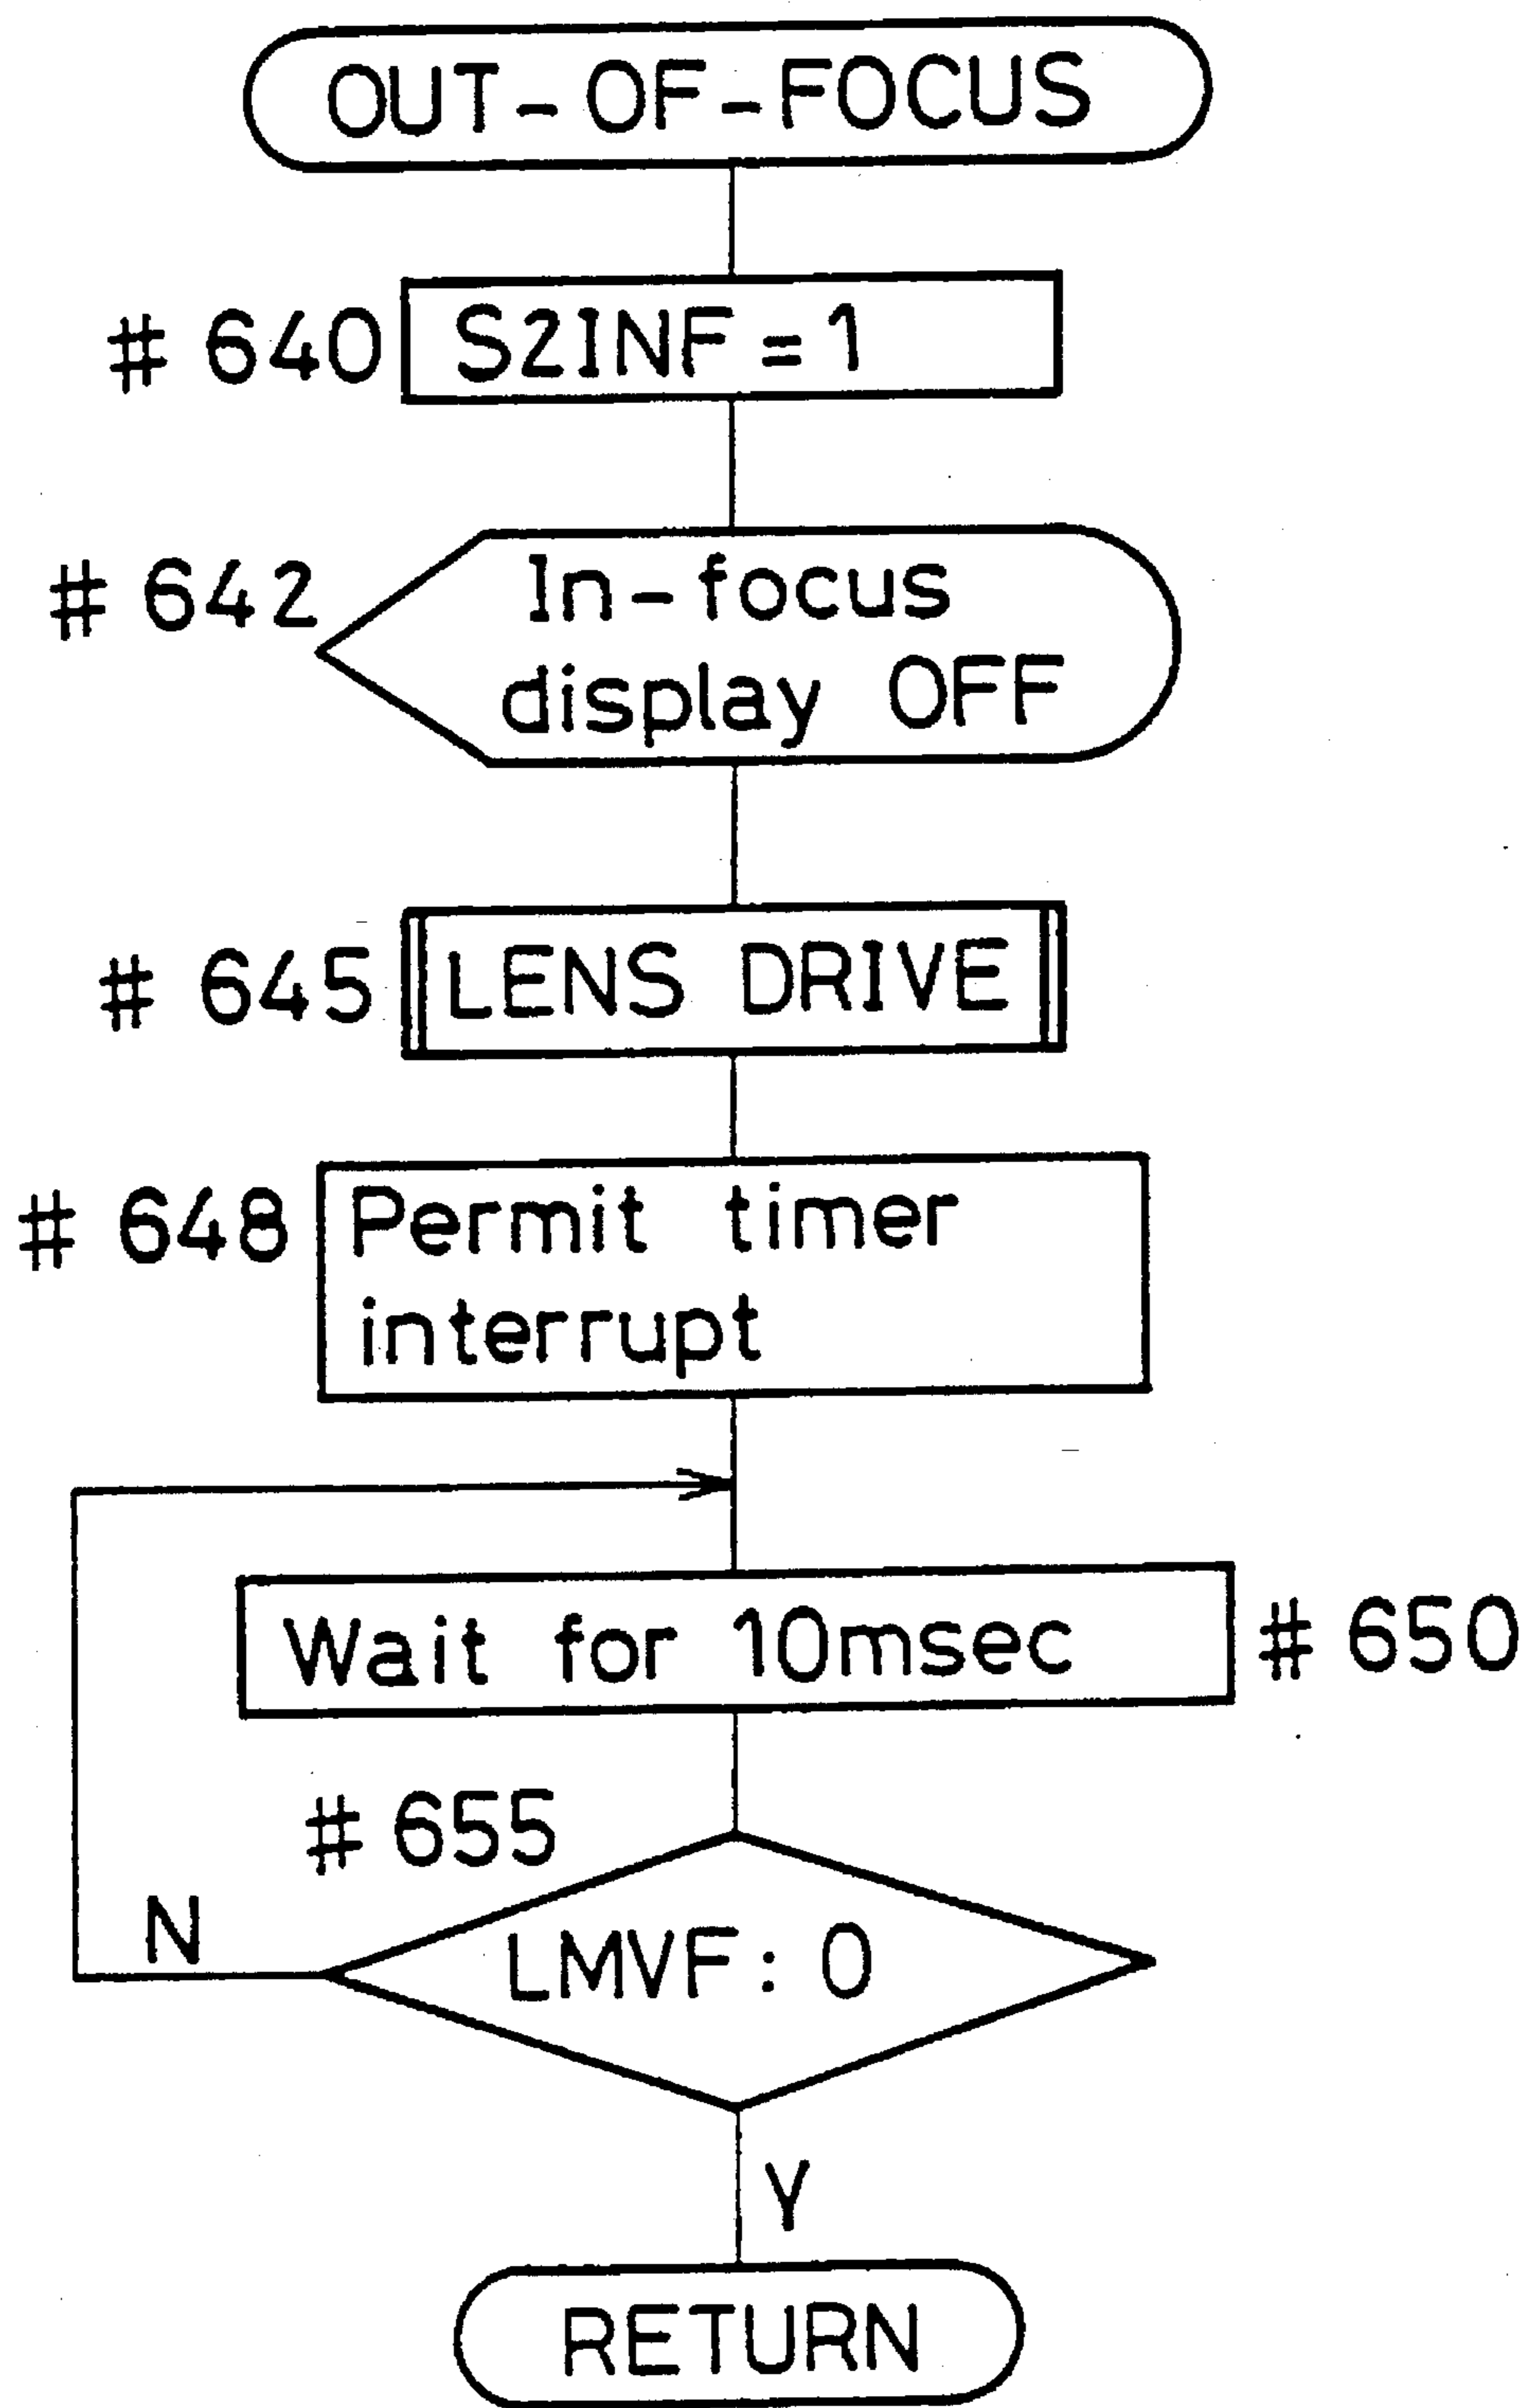 OUT-OF-FOCUS
# 640 S2INF=1
# 642 In-focus
display OFF
# 645 LENS DRIVE
# 648 Permit timer
interrupt
Wait for 10msec # 650
# 655
N
LMVF: 0
Y
RETURN